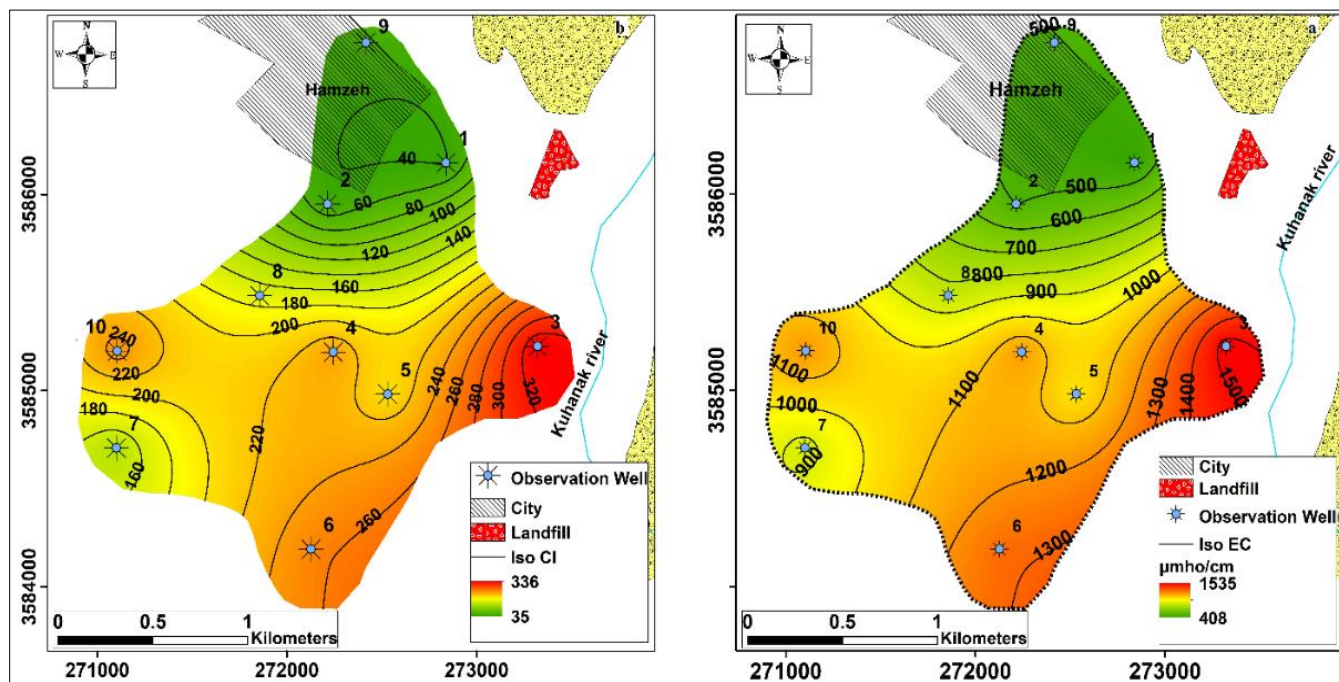 N
W E
S
b
9
Hamzeh
1
40
2
60
80
100
120
140
8
160
180
200
4
10
240
220
5
3
200
180
7
160
220
240
260
280
300
320
6
260
Kuhanak river
3586000
3585000
3584000
Observation Well
City
Landfill
Iso Cl
336
35
0 0.5 1
Kilometers
271000 272000 273000
N
W E
S
a
500
9
Hamzeh
1
2
500
600
700
8
800
900
1000
4
10
1100
5
3
1000
7
900
1100
1200
1300
1400
1500
6
1300
Kuhanak river
3586000
3585000
3584000
City
Landfill
Observation Well
Iso EC
µmho/cm
1535
408
0 0.5 1
Kilometers
271000 272000 273000